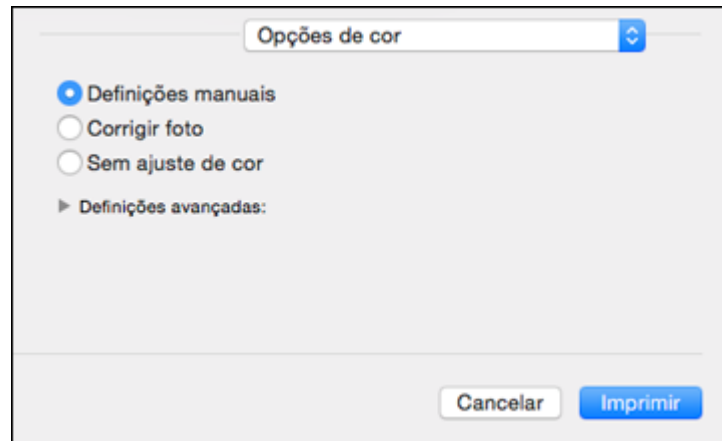 Opções de cor
Definições manuais
Corrigir foto
Sem ajuste de cor
Definições avançadas:
Cancelar
Imprimir